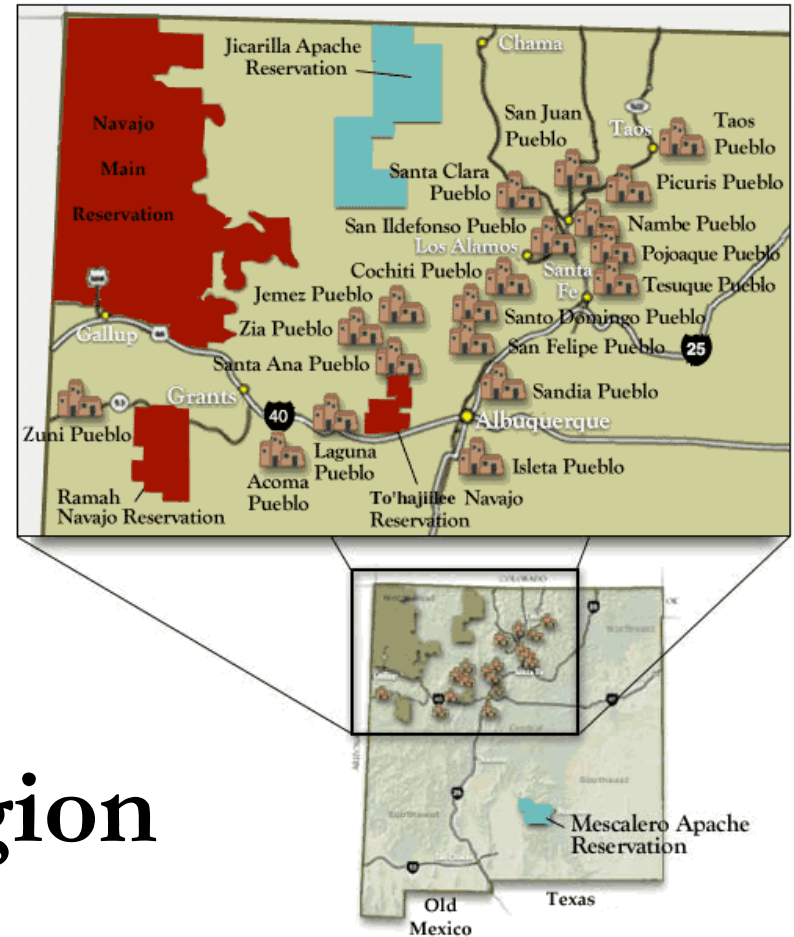 Chama
Jicarilla Apache
Reservation
Navajo
Main
Reservation
San Juan
Pueblo
Taos
Taos
Pueblo
Santa Clara
Pueblo
Picuris Pueblo
San Ildefonso Pueblo
Nambe Pueblo
Los Alamos
Pojoaque Pueblo
Cochiti Pueblo
Santa
Fe
Tesuque Pueblo
Jemez Pueblo
Santo Domingo Pueblo
Zia Pueblo
Gallup
San Felipe Pueblo
25
Santa Ana Pueblo
Grants
Sandia Pueblo
53
40
Albuquerque
Zuni Pueblo
Laguna
Pueblo
Acoma
Pueblo
Isleta Pueblo
Ramah
Navajo Reservation
To'hajiilee Navajo
Reservation
COLORADO
gion
Mescalero Apache
Reservation
Old
Mexico
Texas